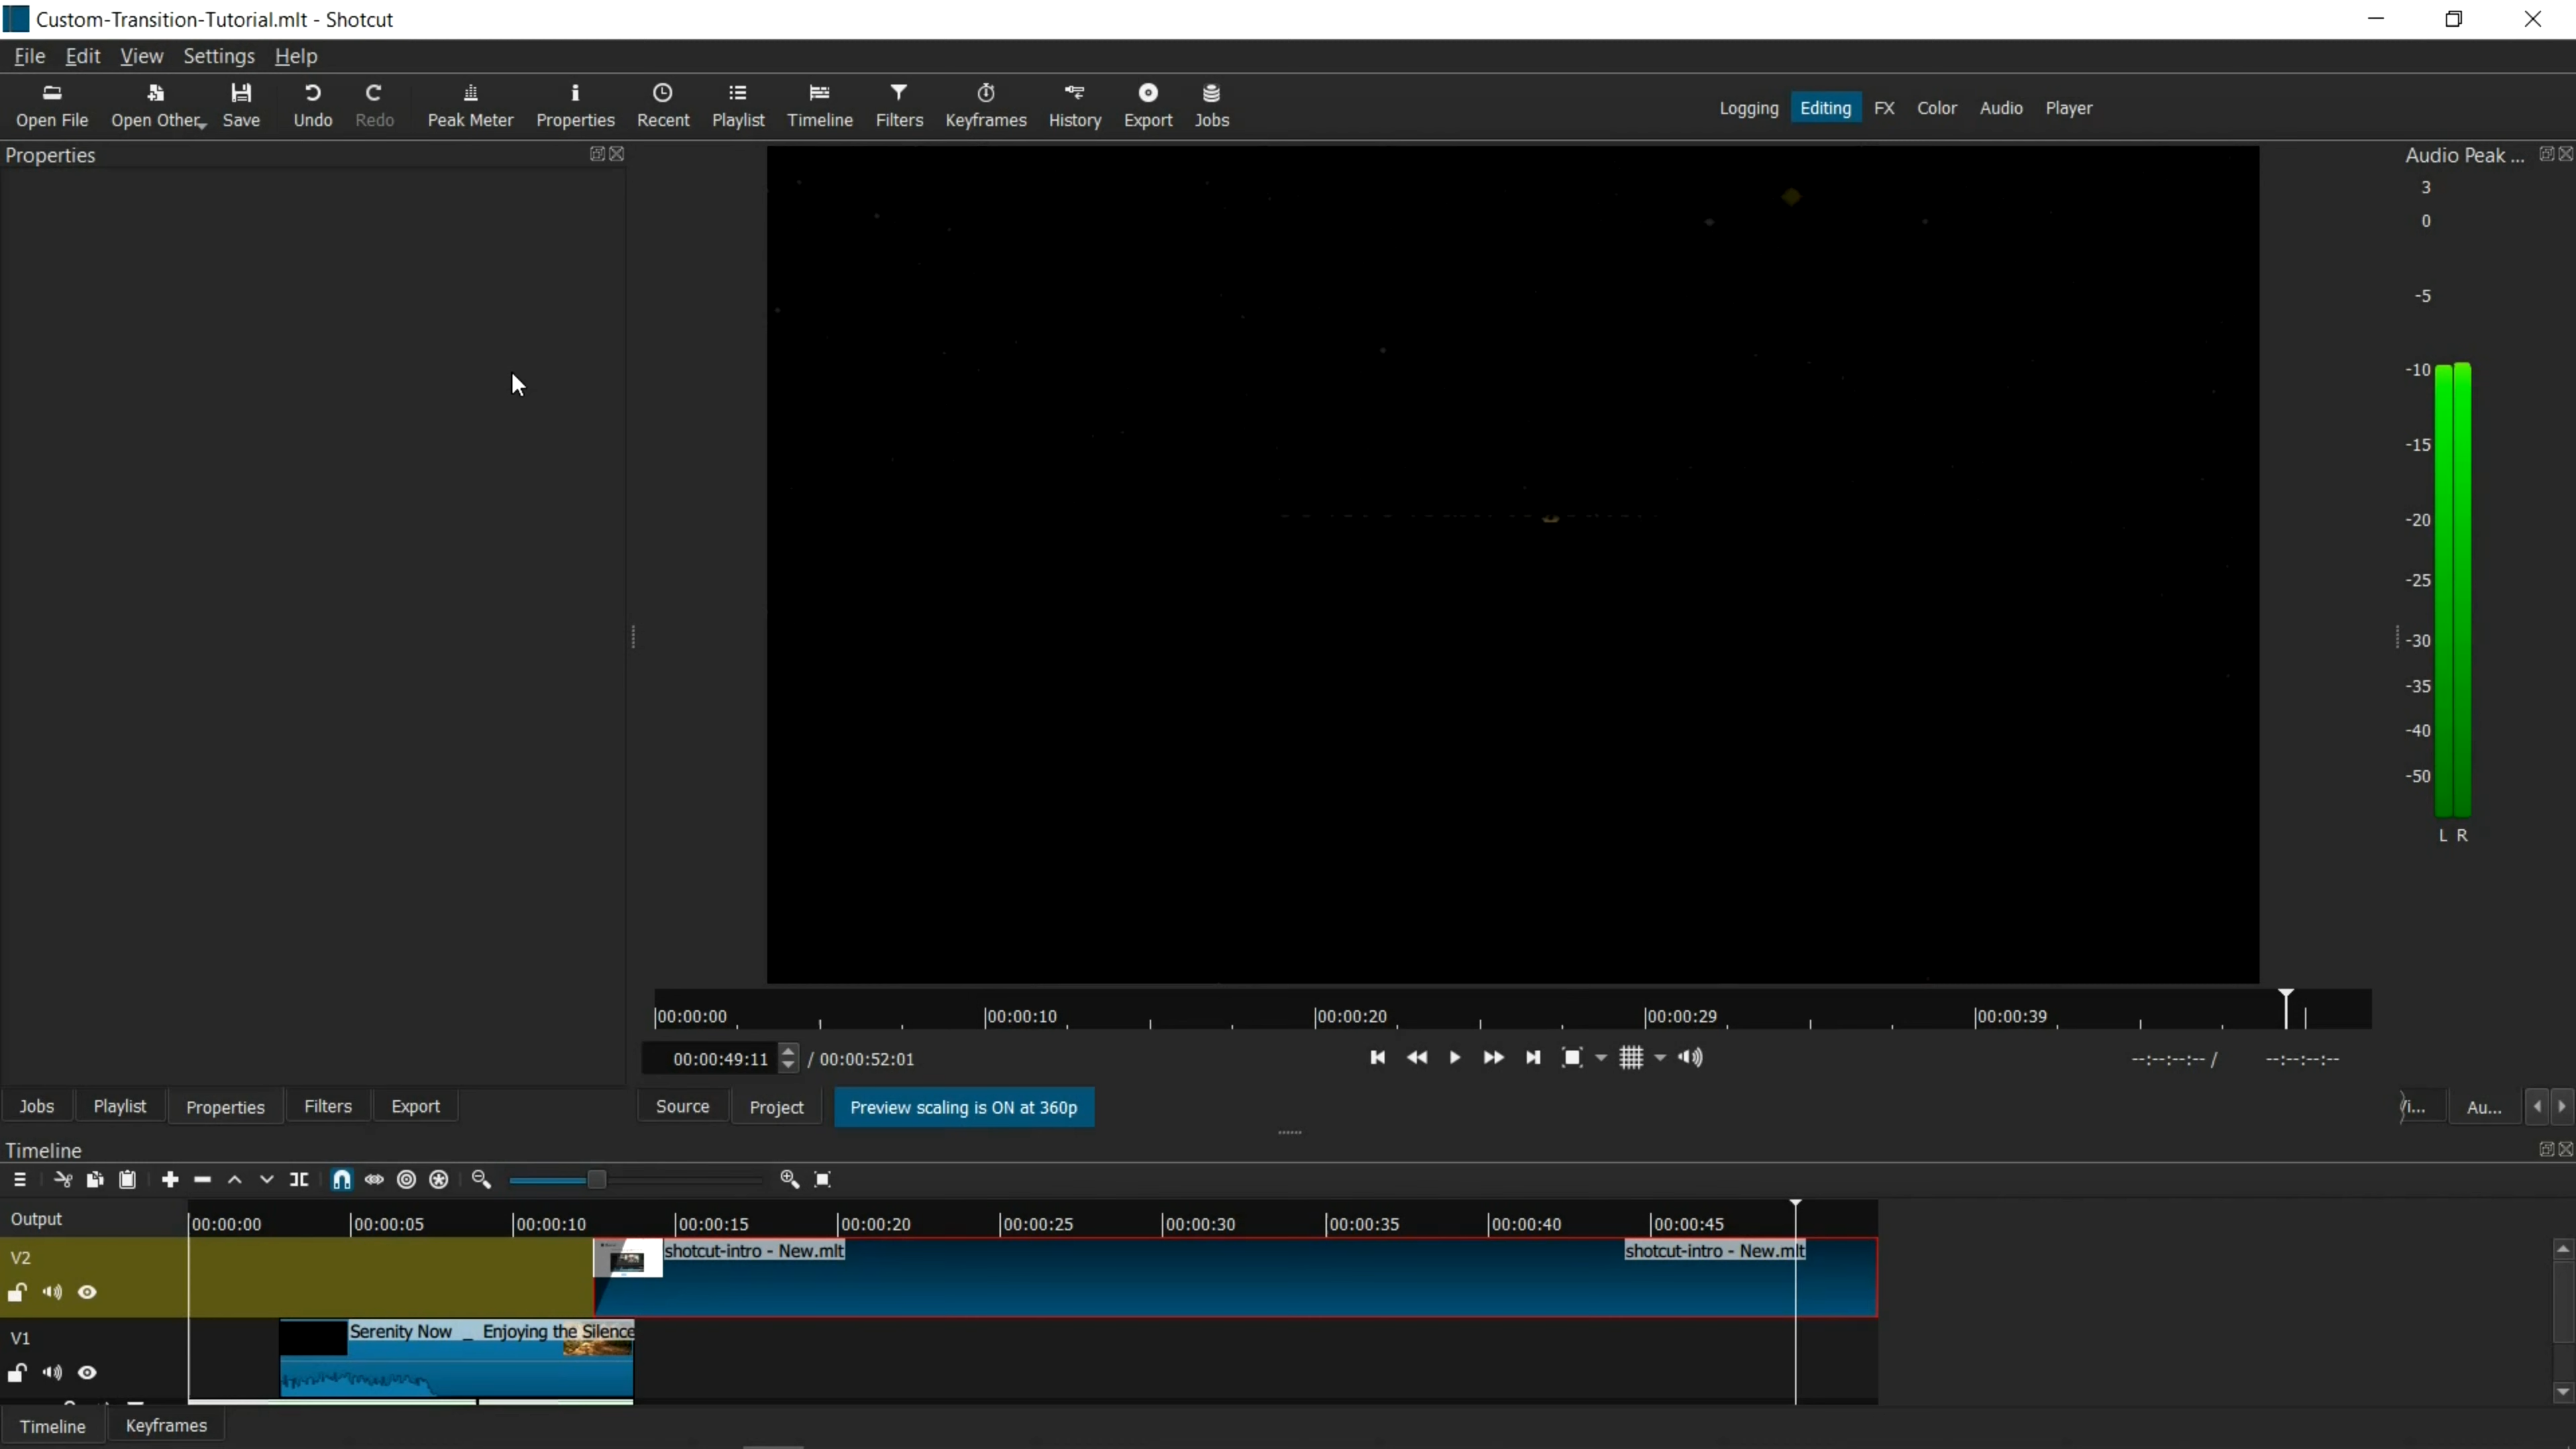 Custom-Transition-Tutorial.mlt - Shotcut
File Edit View Settings Help
Open File Open Other Save Undo Redo Peak Meter Properties Recent Playlist Timeline Filters Keyframes History Export Jobs
Logging Editing FX Color Audio Player
Properties
Audio Peak ...
3
0
-5
-10
-15
-20
-25
-30
-35
-40
-50
L R
00:00:00 00:00:10 00:00:20 00:00:29 00:00:39
00:00:49:11 / 00:00:52:01
--:--:--:-- / --:--:--:--
Jobs Playlist Properties Filters Export
Source Project Preview scaling is ON at 360p
Au...
Timeline
Output 00:00:00 00:00:05 00:00:10 00:00:15 00:00:20 00:00:25 00:00:30 00:00:35 00:00:40 00:00:45
V2
shotcut-intro - New.mlt shotcut-intro - New.mlt
V1
Serenity Now _ Enjoying the Silence
Timeline Keyframes